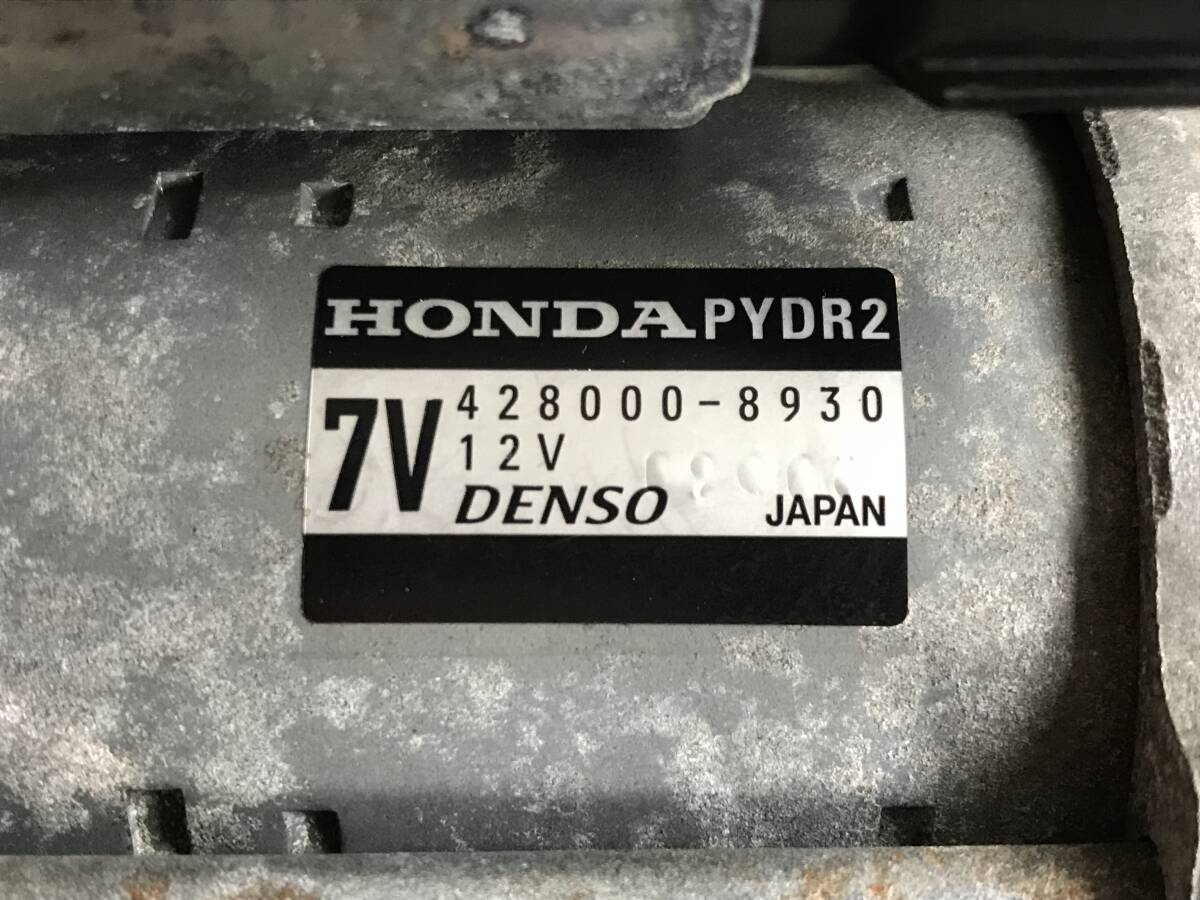 HONDA PYDR2
7V 428000-8930
12V
DENSO JAPAN